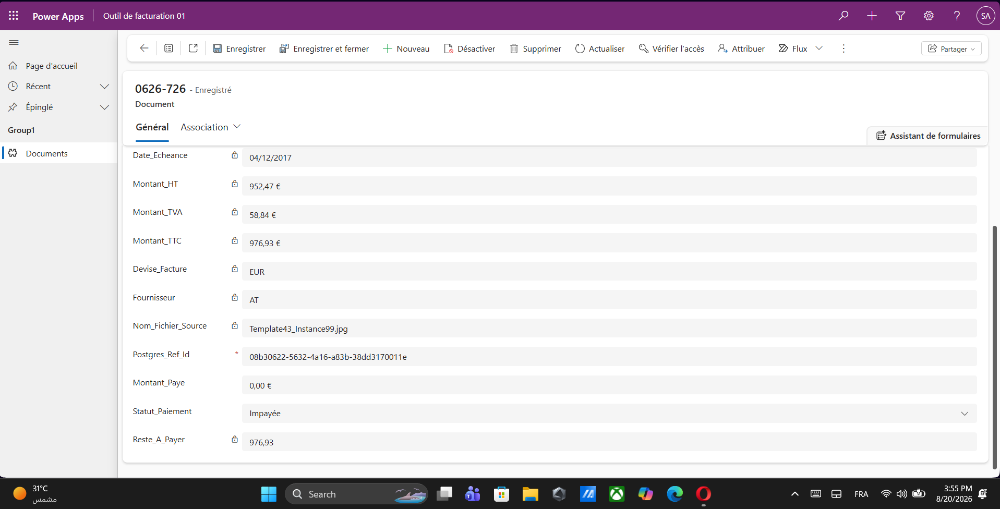 Power Apps
Outil de facturation 01
SA
Enregistrer
Enregistrer et fermer
Nouveau
Désactiver
Supprimer
Actualiser
Vérifier l'accès
Attribuer
Flux
Partager
Page d'accueil
Récent
Épinglé
Group1
Documents
0626-726 - Enregistré
Document
Général
Association
Assistant de formulaires
Date_Echeance
04/12/2017
Montant_HT
952,47 €
Montant_TVA
58,84 €
Montant_TTC
976,93 €
Devise_Facture
EUR
Fournisseur
AT
Nom_Fichier_Source
Template43_Instance99.jpg
Postgres_Ref_Id *
08b30622-5632-4a16-a83b-38dd3170011e
Montant_Paye
0,00 €
Statut_Paiement
Impayée
Reste_A_Payer
976,93
31°C
مشمس
Search
FRA
3:55 PM
8/20/2026